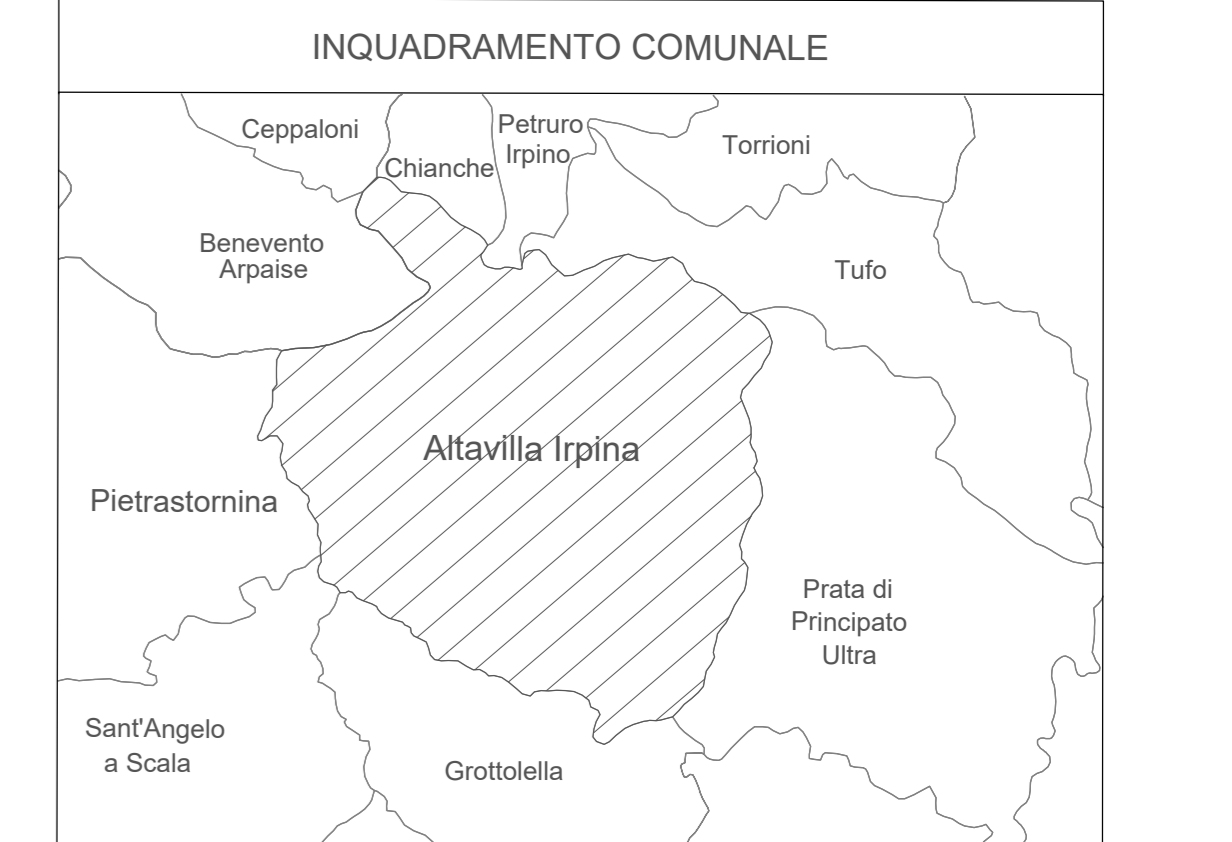 INQUADRAMENTO COMUNALE
Ceppaloni
Chianche
Petruro
Irpino
Torrioni
Benevento
Arpaise
Tufo
Altavilla Irpina
Pietrastornina
Prata di
Principato
Ultra
Sant'Angelo
a Scala
Grottolella